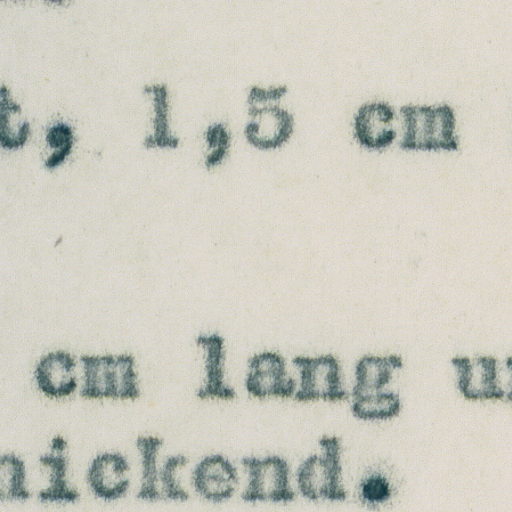 t, 1,5 cm
cm lang u
nickend.